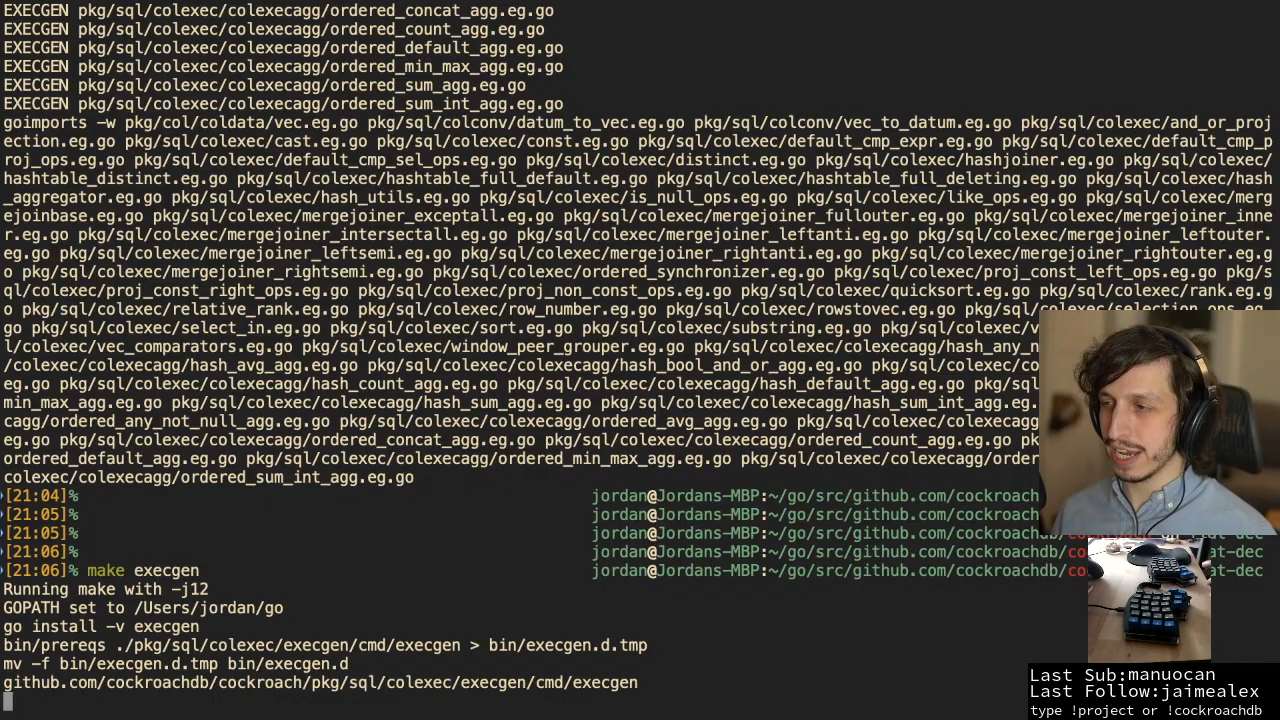 EXECGEN pkg/sql/colexec/colexecagg/ordered_concat_agg.eg.go
EXECGEN pkg/sql/colexec/colexecagg/ordered_count_agg.eg.go
EXECGEN pkg/sql/colexec/colexecagg/ordered_default_agg.eg.go
EXECGEN pkg/sql/colexec/colexecagg/ordered_min_max_agg.eg.go
EXECGEN pkg/sql/colexec/colexecagg/ordered_sum_agg.eg.go
EXECGEN pkg/sql/colexec/colexecagg/ordered_sum_int_agg.eg.go
goimports -w pkg/col/coldata/vec.eg.go pkg/sql/colconv/datum_to_vec.eg.go pkg/sql/colconv/vec_to_datum.eg.go pkg/sql/colexec/and_or_proj
ection.eg.go pkg/sql/colexec/cast.eg.go pkg/sql/colexec/const.eg.go pkg/sql/colexec/default_cmp_expr.eg.go pkg/sql/colexec/default_cmp_p
roj_ops.eg.go pkg/sql/colexec/default_cmp_sel_ops.eg.go pkg/sql/colexec/distinct.eg.go pkg/sql/colexec/hashjoiner.eg.go pkg/sql/colexec/
hashtable_distinct.eg.go pkg/sql/colexec/hashtable_full_default.eg.go pkg/sql/colexec/hashtable_full_deleting.eg.go pkg/sql/colexec/hash
_aggregator.eg.go pkg/sql/colexec/hash_utils.eg.go pkg/sql/colexec/is_null_ops.eg.go pkg/sql/colexec/like_ops.eg.go pkg/sql/colexec/merg
ejoinbase.eg.go pkg/sql/colexec/mergejoiner_exceptall.eg.go pkg/sql/colexec/mergejoiner_fullouter.eg.go pkg/sql/colexec/mergejoiner_inne
r.eg.go pkg/sql/colexec/mergejoiner_intersectall.eg.go pkg/sql/colexec/mergejoiner_leftanti.eg.go pkg/sql/colexec/mergejoiner_leftouter.
eg.go pkg/sql/colexec/mergejoiner_leftsemi.eg.go pkg/sql/colexec/mergejoiner_rightanti.eg.go pkg/sql/colexec/mergejoiner_rightouter.eg.g
o pkg/sql/colexec/mergejoiner_rightsemi.eg.go pkg/sql/colexec/ordered_synchronizer.eg.go pkg/sql/colexec/proj_const_left_ops.eg.go pkg/s
ql/colexec/proj_const_right_ops.eg.go pkg/sql/colexec/proj_non_const_ops.eg.go pkg/sql/colexec/quicksort.eg.go pkg/sql/colexec/rank.eg.g
o pkg/sql/colexec/relative_rank.eg.go pkg/sql/colexec/row_number.eg.go pkg/sql/colexec/rowstovec.eg.go pkg/sql/colexec/selection_ops.eg.
go pkg/sql/colexec/select_in.eg.go pkg/sql/colexec/sort.eg.go pkg/sql/colexec/substring.eg.go pkg/sql/colexec/v
l/colexec/vec_comparators.eg.go pkg/sql/colexec/window_peer_grouper.eg.go pkg/sql/colexec/colexecagg/hash_any_n
/colexec/colexecagg/hash_avg_agg.eg.go pkg/sql/colexec/colexecagg/hash_bool_and_or_agg.eg.go pkg/sql/colexec/co
eg.go pkg/sql/colexec/colexecagg/hash_count_agg.eg.go pkg/sql/colexec/colexecagg/hash_default_agg.eg.go pkg/sql
min_max_agg.eg.go pkg/sql/colexec/colexecagg/hash_sum_agg.eg.go pkg/sql/colexec/colexecagg/hash_sum_int_agg.eg.
cagg/ordered_any_not_null_agg.eg.go pkg/sql/colexec/colexecagg/ordered_avg_agg.eg.go pkg/sql/colexec/colexecagg
eg.go pkg/sql/colexec/colexecagg/ordered_concat_agg.eg.go pkg/sql/colexec/colexecagg/ordered_count_agg.eg.go
ordered_default_agg.eg.go pkg/sql/colexec/colexecagg/ordered_min_max_agg.eg.go pkg/sql/colexec/colexecagg/order
colexec/colexecagg/ordered_sum_int_agg.eg.go
[21:04]% jordan@Jordans-MBP:~/go/src/github.com/cockroach
[21:05]% jordan@Jordans-MBP:~/go/src/github.com/cockroach
[21:05]% jordan@Jordans-MBP:~/go/src/github.com/cockroach
[21:06]% jordan@Jordans-MBP:~/go/src/github.com/cockroachdb/co at-dec
[21:06]% make execgen jordan@Jordans-MBP:~/go/src/github.com/cockroachdb/co at-dec
Running make with -j12
GOPATH set to /Users/jordan/go
go install -v execgen
bin/prereqs ./pkg/sql/colexec/execgen/cmd/execgen > bin/execgen.d.tmp
mv -f bin/execgen.d.tmp bin/execgen.d
github.com/cockroachdb/cockroach/pkg/sql/colexec/execgen/cmd/execgen
Last Sub:manuocan
Last Follow:jaimealex
type !project or !cockroachdb